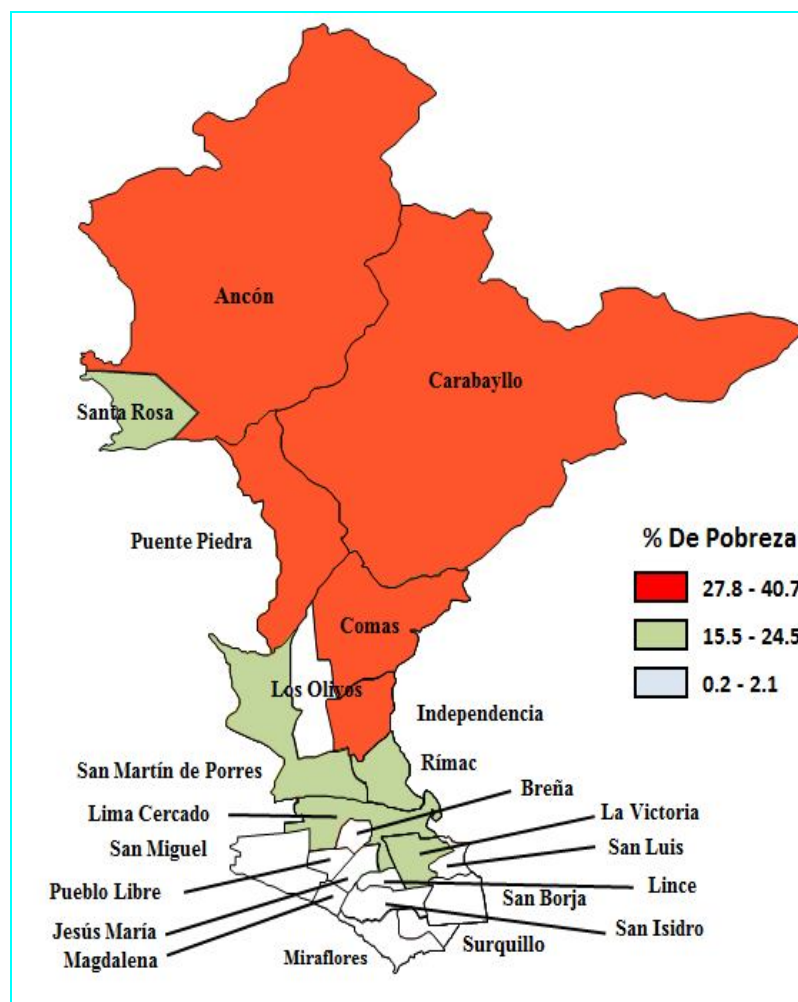 Ancón
Carabayllo
Santa Rosa
Puente Piedra
% De Pobreza
27.8 - 40.7
15.5 - 24.5
0.2 - 2.1
Comas
Los Olivos
Independencia
San Martín de Porres
Rímac
Breña
Lima Cercado
La Victoria
San Miguel
San Luis
Pueblo Libre
Lince
San Borja
Jesús María
San Isidro
Magdalena
Miraflores
Surquillo